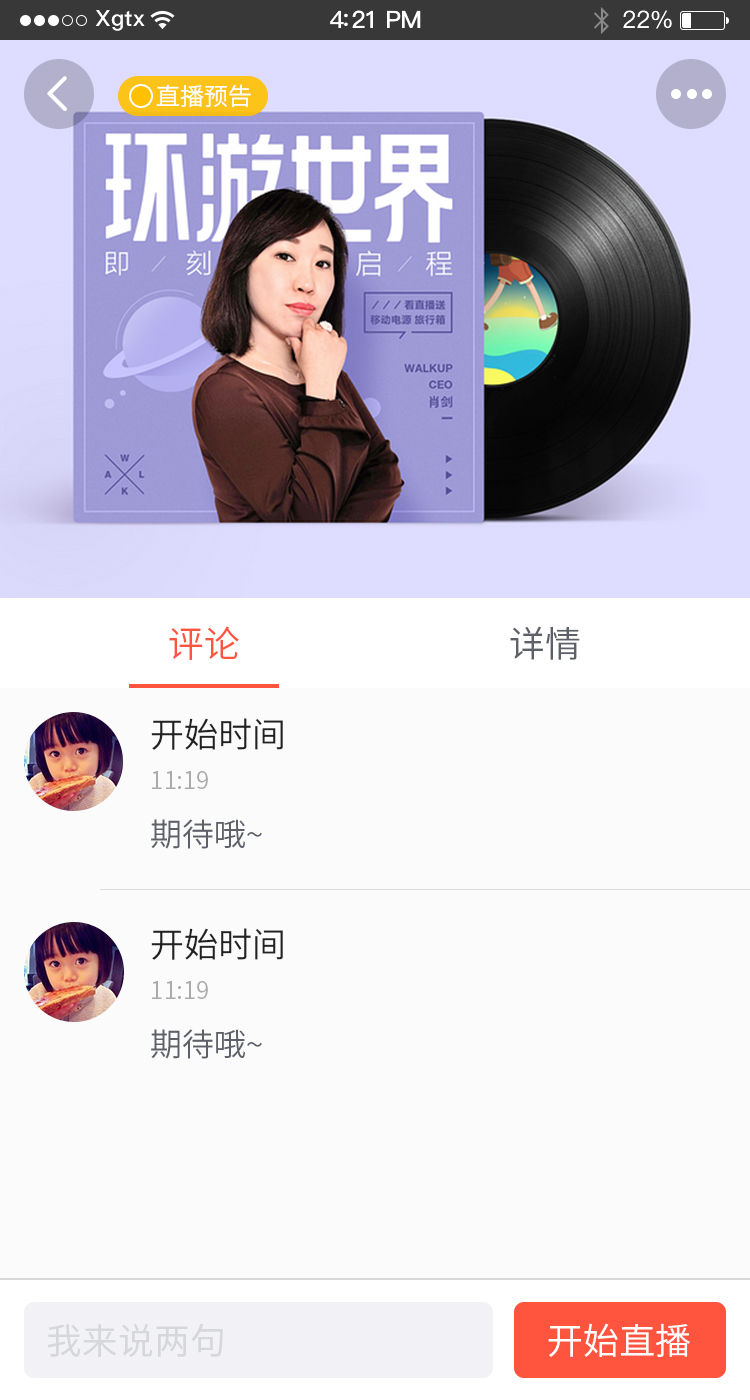 Xgtx
4:21 PM
22%
直播预告
环游世界
即 / 刻 启 / 程
/ / / 看直播送
移动电源 旅行箱
WALKUP
CEO
肖剑
W
A L
K
评论
详情
开始时间
11:19
期待哦~
开始时间
11:19
期待哦~
我来说两句
开始直播